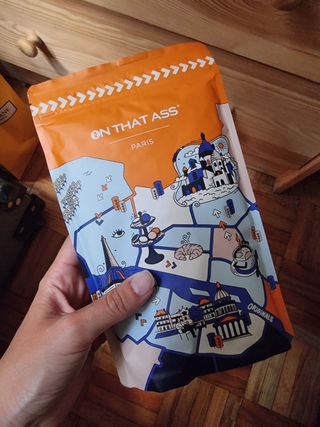 ON THAT ASS
PARIS
ORIGINALS